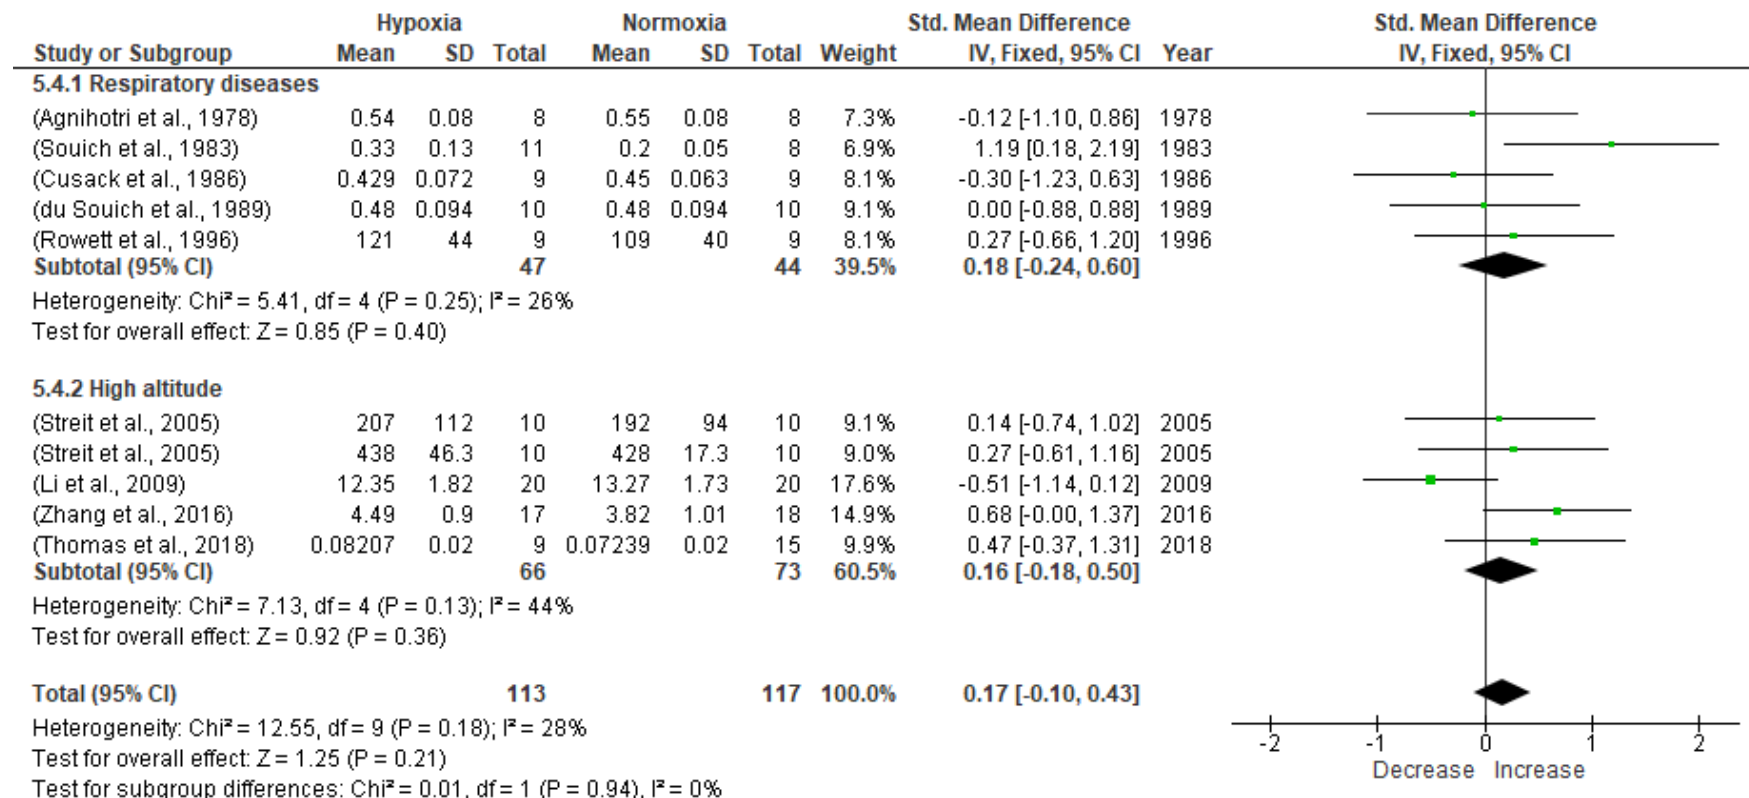 Hypoxia Normoxia Std. Mean Difference Std. Mean Difference
Study or Subgroup Mean SD Total Mean SD Total Weight IV, Fixed, 95% CI Year IV, Fixed, 95% CI
5.4.1 Respiratory diseases
(Agnihotri et al., 1978) 0.54 0.08 8 0.55 0.08 8 7.3% -0.12 [-1.10, 0.86] 1978
(Souich et al., 1983) 0.33 0.13 11 0.2 0.05 8 6.9% 1.19 [0.18, 2.19] 1983
(Cusack et al., 1986) 0.429 0.072 9 0.45 0.063 9 8.1% -0.30 [-1.23, 0.63] 1986
(du Souich et al., 1989) 0.48 0.094 10 0.48 0.094 10 9.1% 0.00 [-0.88, 0.88] 1989
(Rowett et al., 1996) 121 44 9 109 40 9 8.1% 0.27 [-0.66, 1.20] 1996
Subtotal (95% CI) 47 44 39.5% 0.18 [-0.24, 0.60]
Heterogeneity: Chi² = 5.41, df = 4 (P = 0.25); I² = 26%
Test for overall effect: Z = 0.85 (P = 0.40)
5.4.2 High altitude
(Streit et al., 2005) 207 112 10 192 94 10 9.1% 0.14 [-0.74, 1.02] 2005
(Streit et al., 2005) 438 46.3 10 428 17.3 10 9.0% 0.27 [-0.61, 1.16] 2005
(Li et al., 2009) 12.35 1.82 20 13.27 1.73 20 17.6% -0.51 [-1.14, 0.12] 2009
(Zhang et al., 2016) 4.49 0.9 17 3.82 1.01 18 14.9% 0.68 [-0.00, 1.37] 2016
(Thomas et al., 2018) 0.08207 0.02 9 0.07239 0.02 15 9.9% 0.47 [-0.37, 1.31] 2018
Subtotal (95% CI) 66 73 60.5% 0.16 [-0.18, 0.50]
Heterogeneity: Chi² = 7.13, df = 4 (P = 0.13); I² = 44%
Test for overall effect: Z = 0.92 (P = 0.36)
Total (95% CI) 113 117 100.0% 0.17 [-0.10, 0.43]
Heterogeneity: Chi² = 12.55, df = 9 (P = 0.18); I² = 28%
Test for overall effect: Z = 1.25 (P = 0.21)
Test for subgroup differences: Chi² = 0.01, df = 1 (P = 0.94), I² = 0%
-2 -1 0 1 2
Decrease Increase